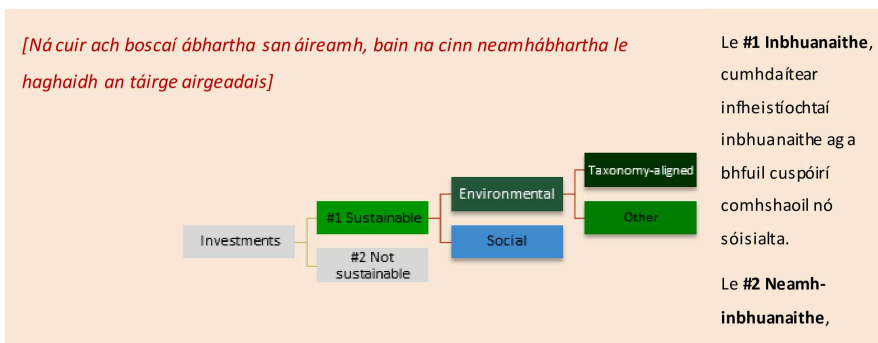 [Ná cuir ach boscaí ábhartha san áireamh, bain na cinn neamhábhartha le
haghaidh an táirge airgeadais]
Investments
#1 Sustainable
#2 Not
sustainable
Environmental
Social
Taxonomy-aligned
Other
Le #1 Inbhuanaithe,
cumhdaítear
infheistíochtaí
inbhuanaithe ag a
bhfuil cuspóirí
comhshaoil nó
sóisialta.
Le #2 Neamh-
inbhuanaithe,